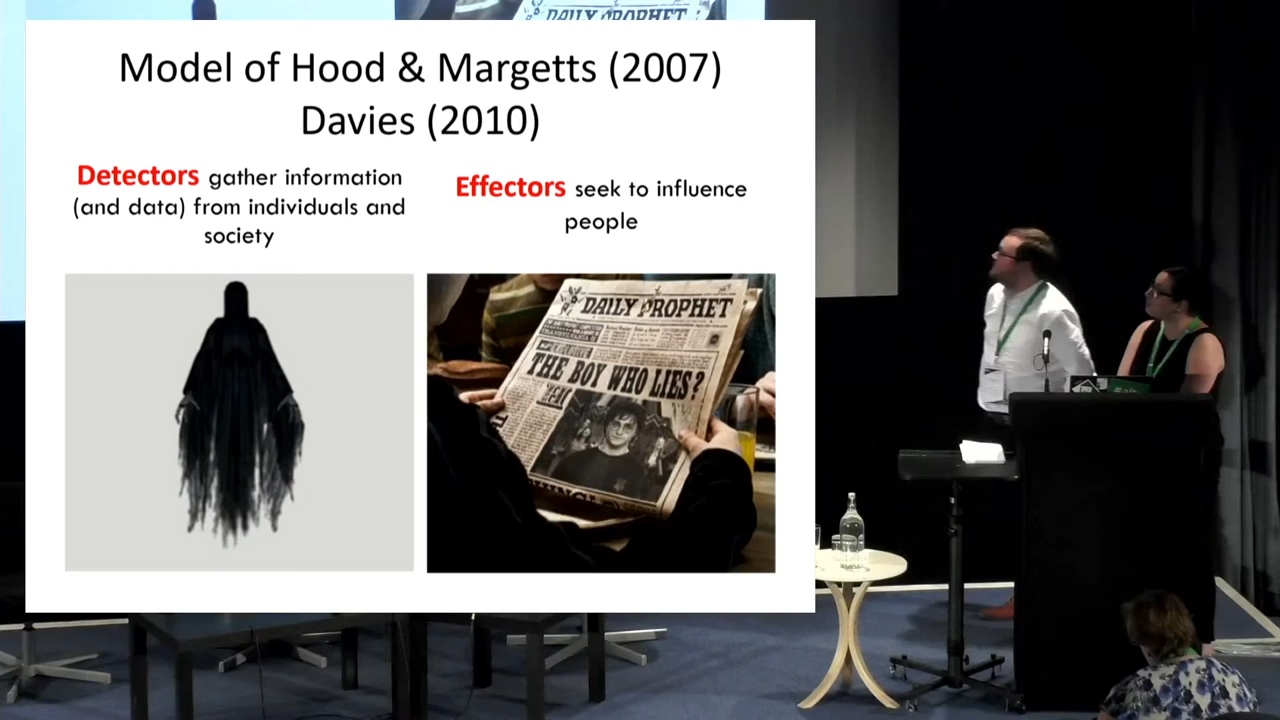 DAILY PROPHET
Model of Hood & Margetts (2007)
Davies (2010)
Detectors gather information
(and data) from individuals and
society
Effectors seek to influence
people
DAILY PROPHET
EXCLUSIVE
THE BOY WHO LIES?